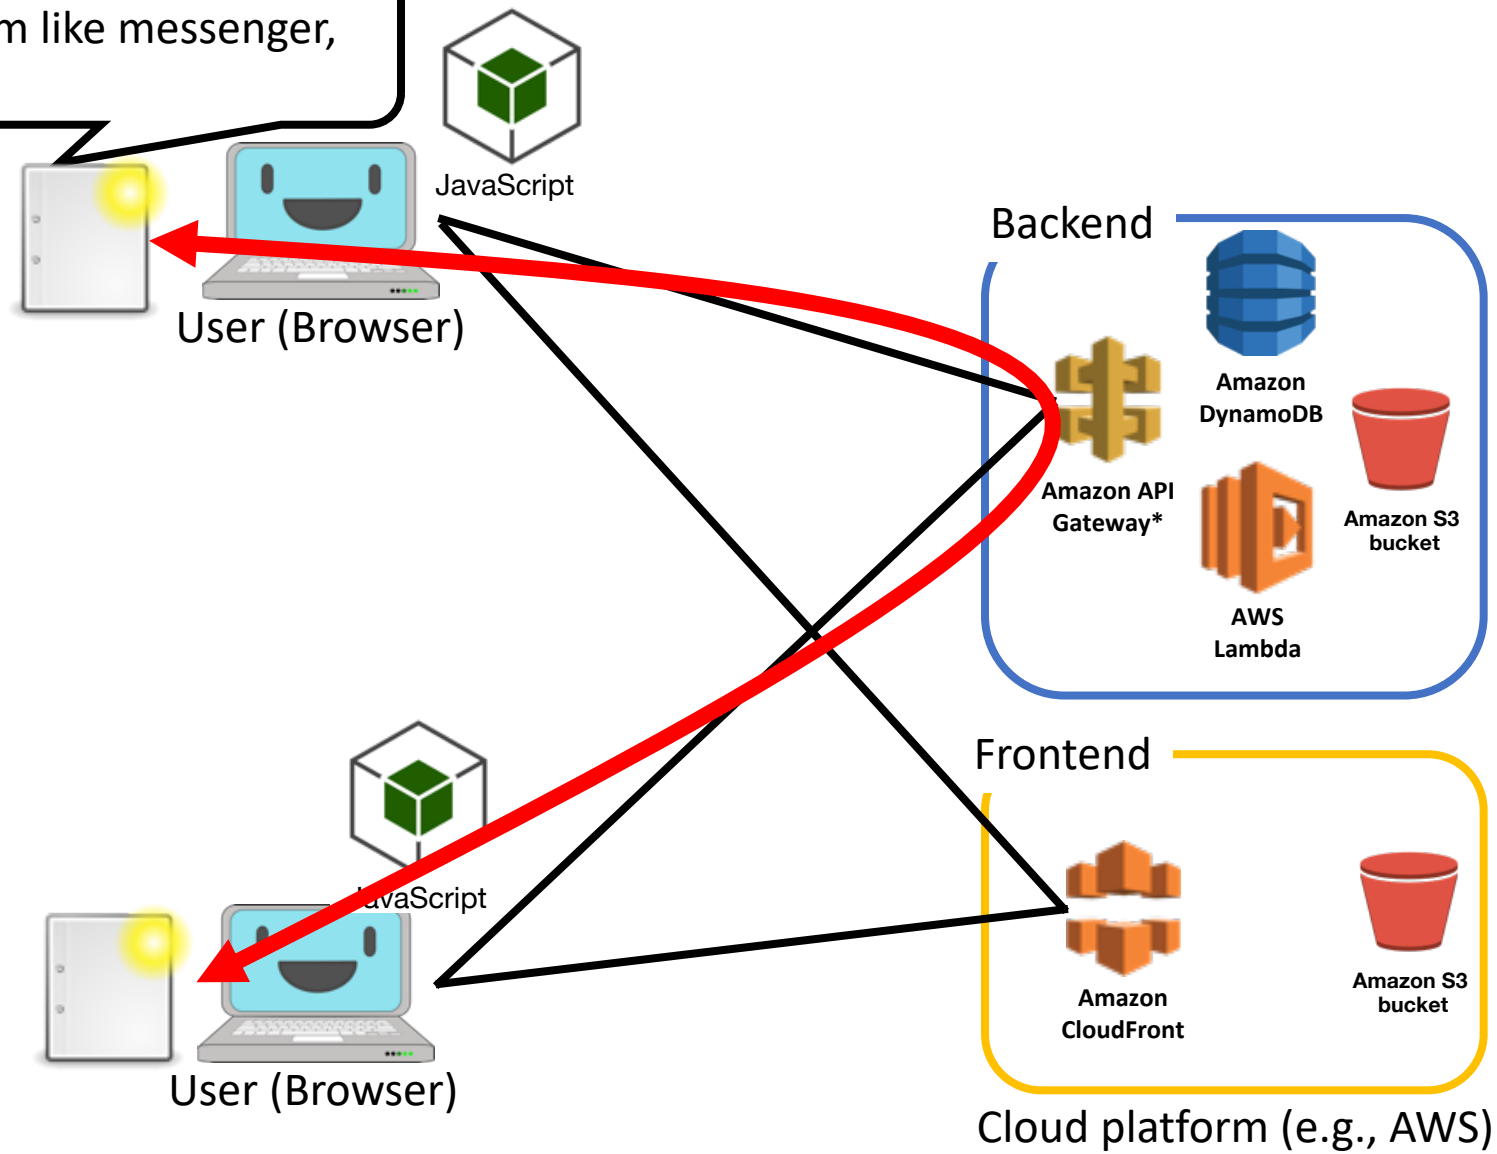 m like messenger,
JavaScript
User (Browser)
Backend
Amazon
DynamoDB
Amazon API
Gateway*
Amazon S3
bucket
AWS
Lambda
Frontend
JavaScript
Amazon
CloudFront
Amazon S3
bucket
User (Browser)
Cloud platform (e.g., AWS)